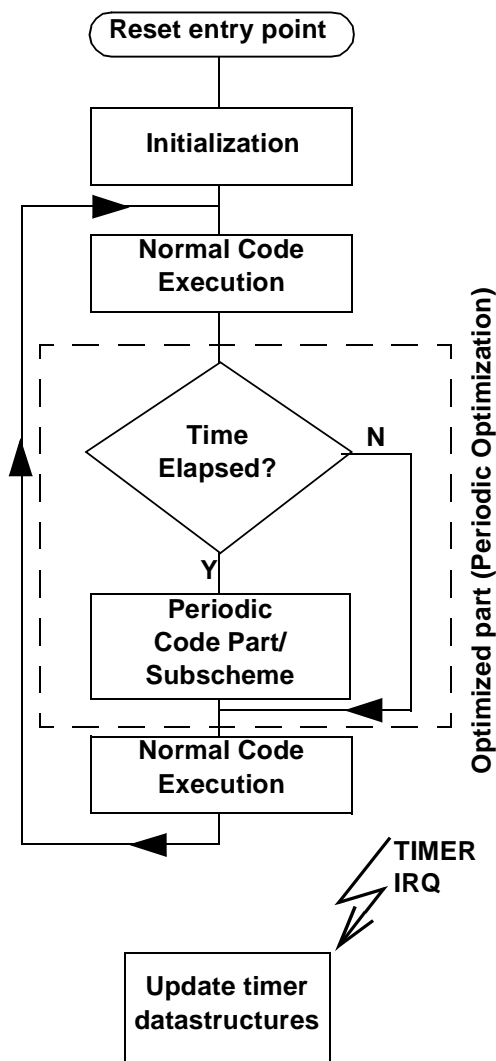 Reset entry point
Initialization
Normal Code
Execution
Time
Elapsed?
N
Y
Periodic
Code Part/
Subscheme
Optimized part (Periodic Optimization)
Normal Code
Execution
TIMER
IRQ
Update timer
datastructures